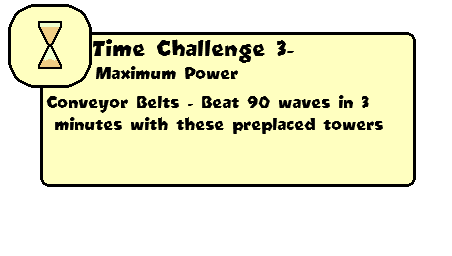 Time Challenge 3-
Maximum Power
Conveyor Belts - Beat 90 waves in 3
minutes with these preplaced towers